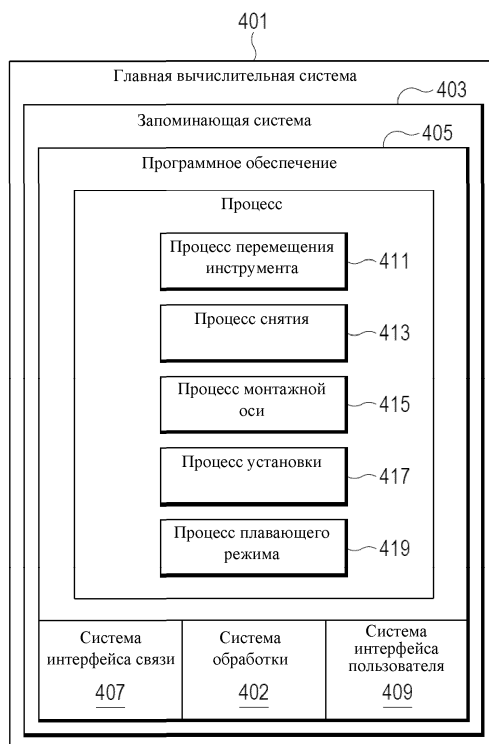 401
Главная вычислительная система
403
Запоминающая система
405
Программное обеспечение
Процесс
Процесс перемещения
инструмента
411
Процесс снятия
413
Процесс монтажной
оси
415
Процесс установки
417
Процесс плавающего
режима
419
Система
интерфейса связи
407
Система
обработки
402
Система
интерфейса
пользователя
409